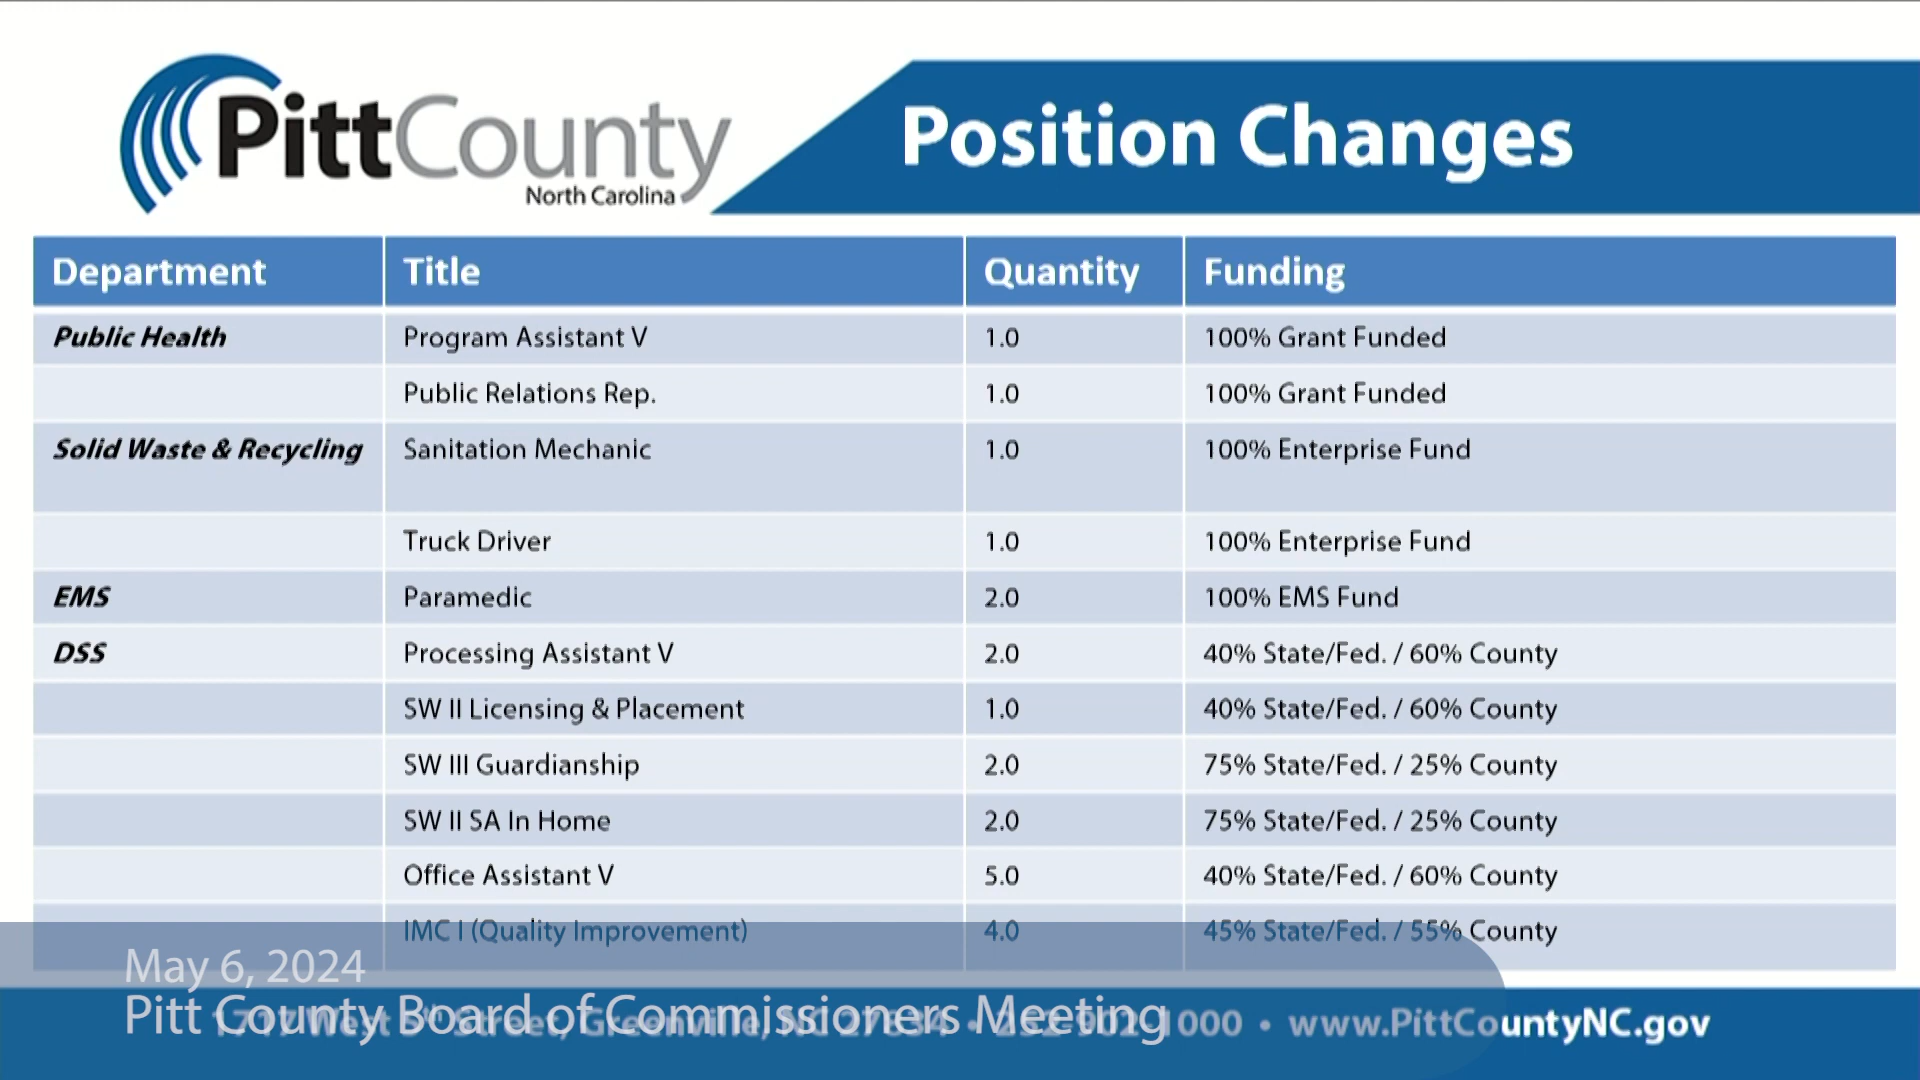 PittCounty
North Carolina
Position Changes
Department Title Quantity Funding
Public Health Program Assistant V 1.0 100% Grant Funded
Public Relations Rep. 1.0 100% Grant Funded
Solid Waste & Recycling Sanitation Mechanic 1.0 100% Enterprise Fund
Truck Driver 1.0 100% Enterprise Fund
EMS Paramedic 2.0 100% EMS Fund
DSS Processing Assistant V 2.0 40% State/Fed. / 60% County
SW II Licensing & Placement 1.0 40% State/Fed. / 60% County
SW III Guardianship 2.0 75% State/Fed. / 25% County
SW II SA In Home 2.0 75% State/Fed. / 25% County
Office Assistant V 5.0 40% State/Fed. / 60% County
IMC I (Quality Improvement) 4.0 45% State/Fed. / 55% County
May 6, 2024
Pitt County Board of Commissioners Meeting
1000 • www.PittCountyNC.gov